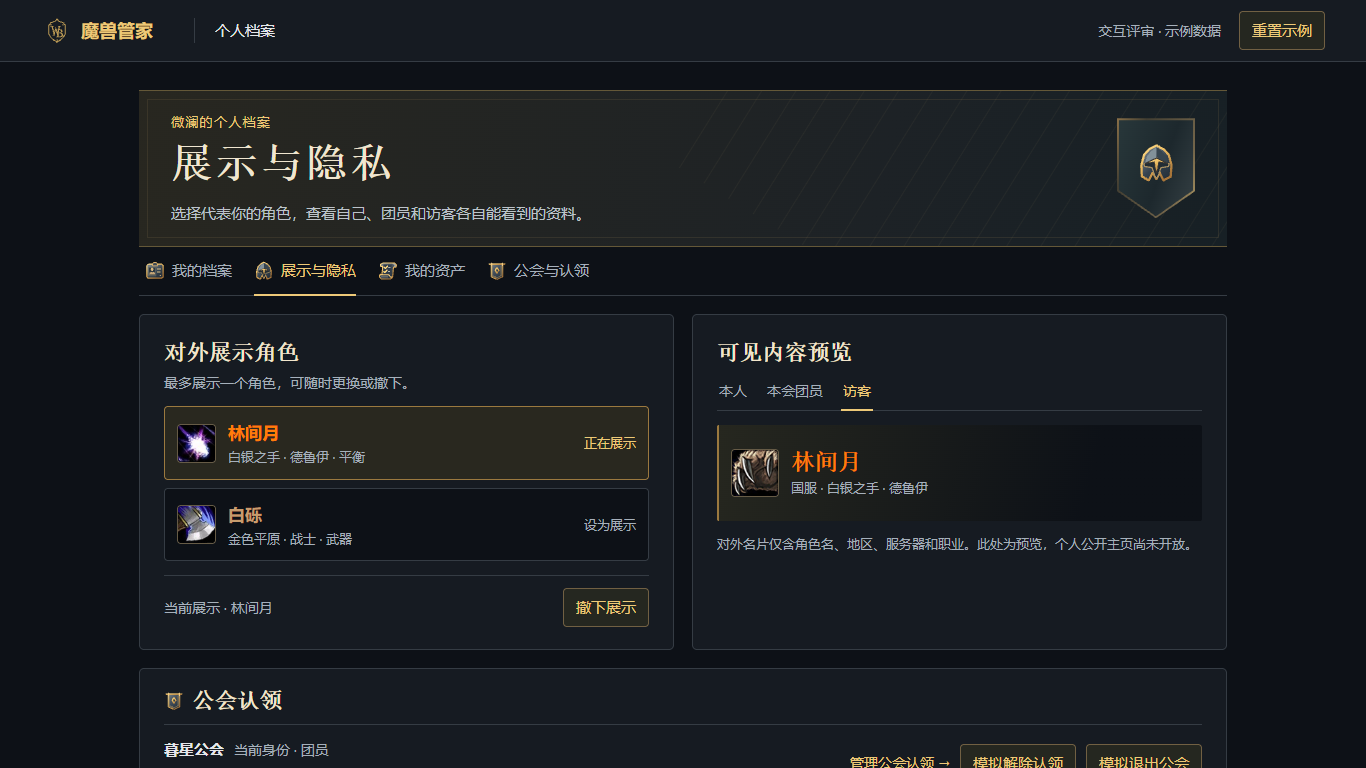 魔兽管家
个人档案
交互评审 · 示例数据
重置示例
微澜的个人档案
展示与隐私
选择代表你的角色，查看自己、团员和访客各自能看到的资料。
我的档案
展示与隐私
我的资产
公会与认领
对外展示角色
最多展示一个角色，可随时更换或撤下。
林间月
白银之手 · 德鲁伊 · 平衡
正在展示
白砾
金色平原 · 战士 · 武器
设为展示
当前展示 · 林间月
撤下展示
可见内容预览
本人
本会团员
访客
林间月
国服 · 白银之手 · 德鲁伊
对外名片仅含角色名、地区、服务器和职业。此处为预览，个人公开主页尚未开放。
公会认领
暮星公会 当前身份 · 团员
管理公会认领 →
模拟解除认领
模拟退出公会